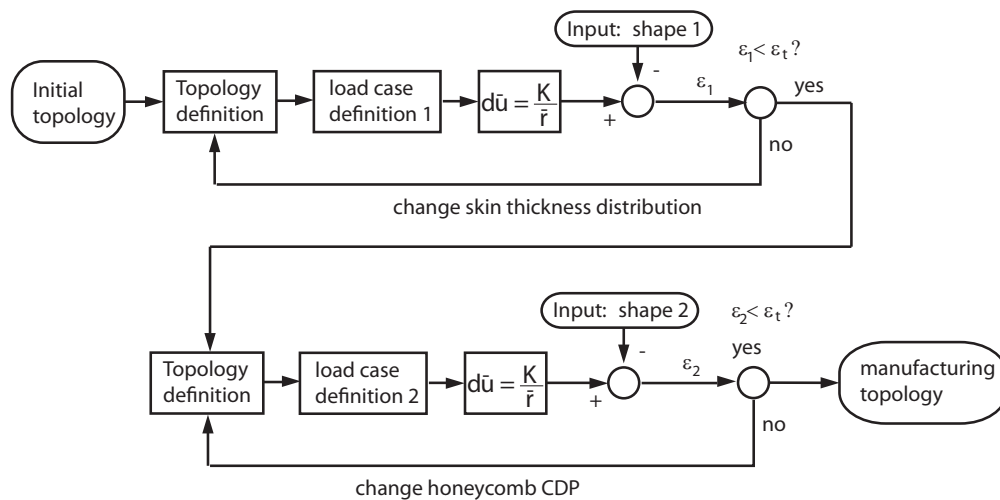 Input: shape 1
ε1 < εt ?
Initial
topology
Topology
definition
load case
definition 1
dū = K / r̄
-
+
ε1
yes
no
change skin thickness distribution
Input: shape 2
ε2 < εt ?
Topology
definition
load case
definition 2
dū = K / r̄
-
+
ε2
yes
no
manufacturing
topology
change honeycomb CDP